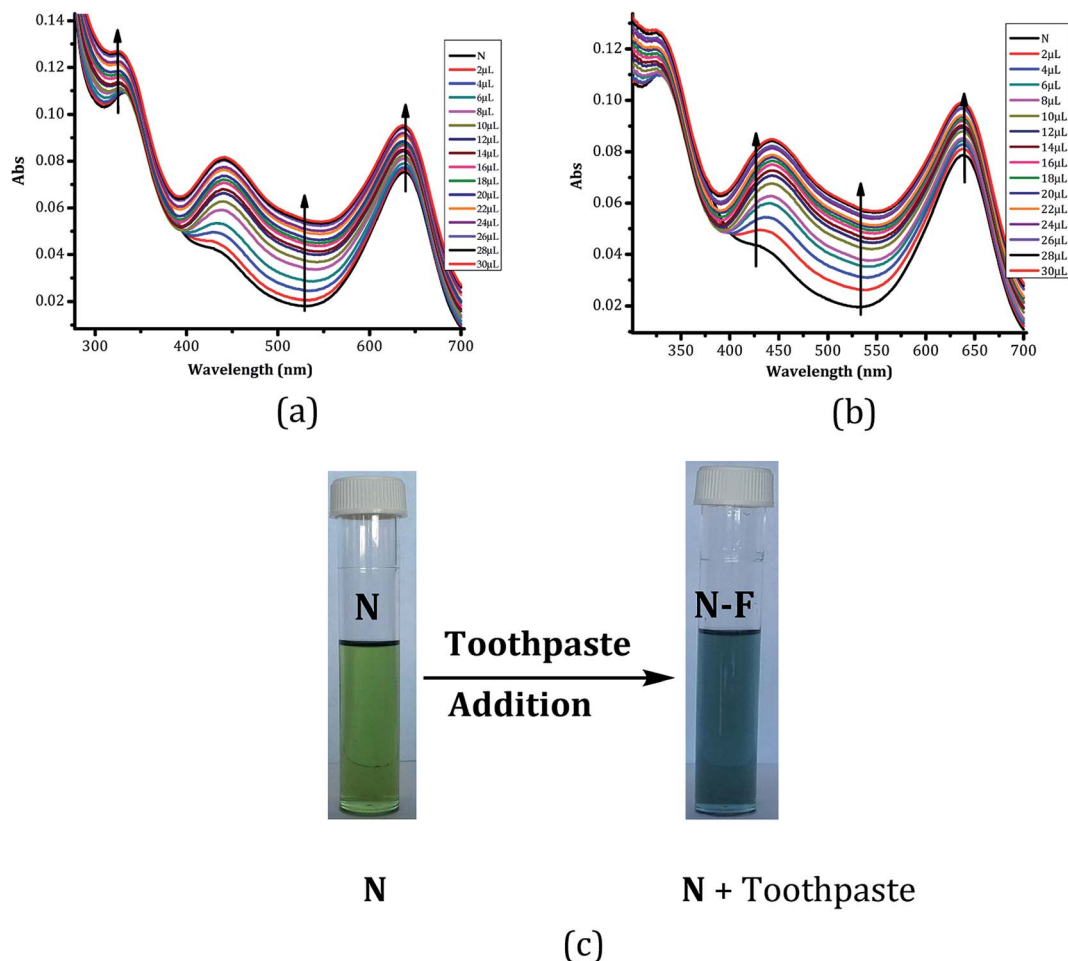 0.14
0.12
0.10
0.08
0.06
0.04
0.02
Abs
300
400
500
600
700
Wavelength (nm)
N
2µL
4µL
6µL
8µL
10µL
12µL
14µL
16µL
18µL
20µL
22µL
24µL
26µL
28µL
30µL
(a)
0.12
0.10
0.08
0.06
0.04
0.02
Abs
350
400
450
500
550
600
650
700
Wavelength (nm)
N
2µL
4µL
6µL
8µL
10µL
12µL
14µL
16µL
18µL
20µL
22µL
24µL
26µL
28µL
30µL
(b)
N
Toothpaste
Addition
N-F
N
N + Toothpaste
(c)